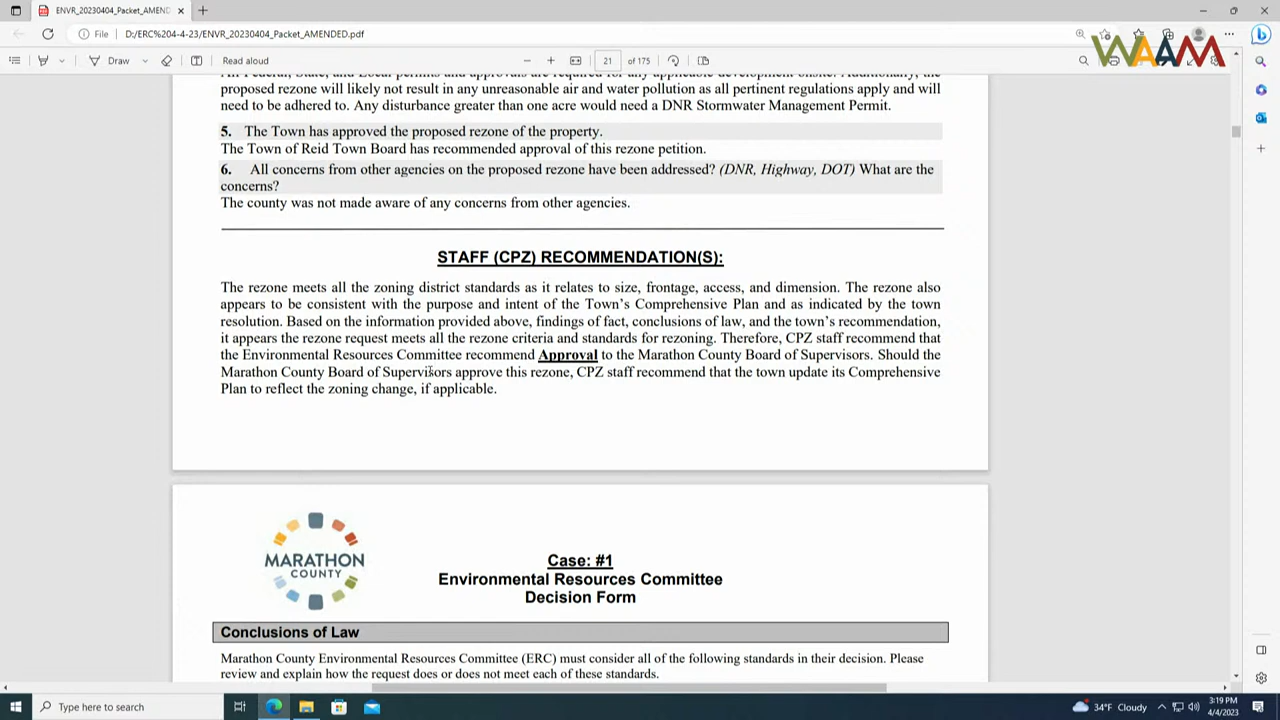 ENVR_20230404_Packet_AMENDED
File D:/ERC%204-4-23/ENVR_20230404_Packet_AMENDED.pdf
WAAM
Draw Read aloud 21 of 175
proposed rezone will likely not result in any unreasonable air and water pollution as all pertinent regulations apply and will
need to be adhered to. Any disturbance greater than one acre would need a DNR Stormwater Management Permit.
5. The Town has approved the proposed rezone of the property.
The Town of Reid Town Board has recommended approval of this rezone petition.
6. All concerns from other agencies on the proposed rezone have been addressed? (DNR, Highway, DOT) What are the
concerns?
The county was not made aware of any concerns from other agencies.
STAFF (CPZ) RECOMMENDATION(S):
The rezone meets all the zoning district standards as it relates to size, frontage, access, and dimension. The rezone also
appears to be consistent with the purpose and intent of the Town's Comprehensive Plan and as indicated by the town
resolution. Based on the information provided above, findings of fact, conclusions of law, and the town's recommendation,
it appears the rezone request meets all the rezone criteria and standards for rezoning. Therefore, CPZ staff recommend that
the Environmental Resources Committee recommend Approval to the Marathon County Board of Supervisors. Should the
Marathon County Board of Supervisors approve this rezone, CPZ staff recommend that the town update its Comprehensive
Plan to reflect the zoning change, if applicable.
MARATHON
COUNTY
Case: #1
Environmental Resources Committee
Decision Form
Conclusions of Law
Marathon County Environmental Resources Committee (ERC) must consider all of the following standards in their decision. Please
review and explain how the request does or does not meet each of these standards.
Type here to search
34°F Cloudy
3:19 PM
4/4/2023